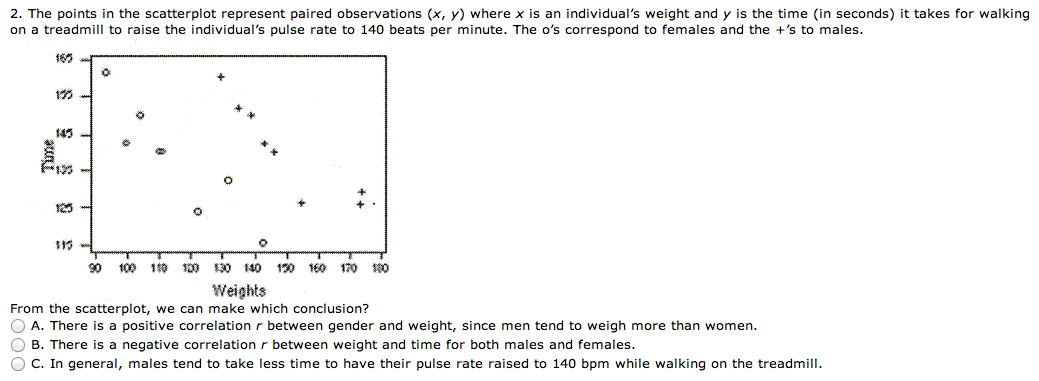 2. The points in the scatterplot represent paired observations (x, y) where x is an individual's weight and y is the time (in seconds) it takes for walking
on a treadmill to raise the individual's pulse rate to 140 beats per minute. The o's correspond to females and the +'s to males.
165
155
145
135
125
115
Time
90 100 110 120 130 140 150 160 170 180
Weights
From the scatterplot, we can make which conclusion?
A. There is a positive correlation r between gender and weight, since men tend to weigh more than women.
B. There is a negative correlation r between weight and time for both males and females.
C. In general, males tend to take less time to have their pulse rate raised to 140 bpm while walking on the treadmill.